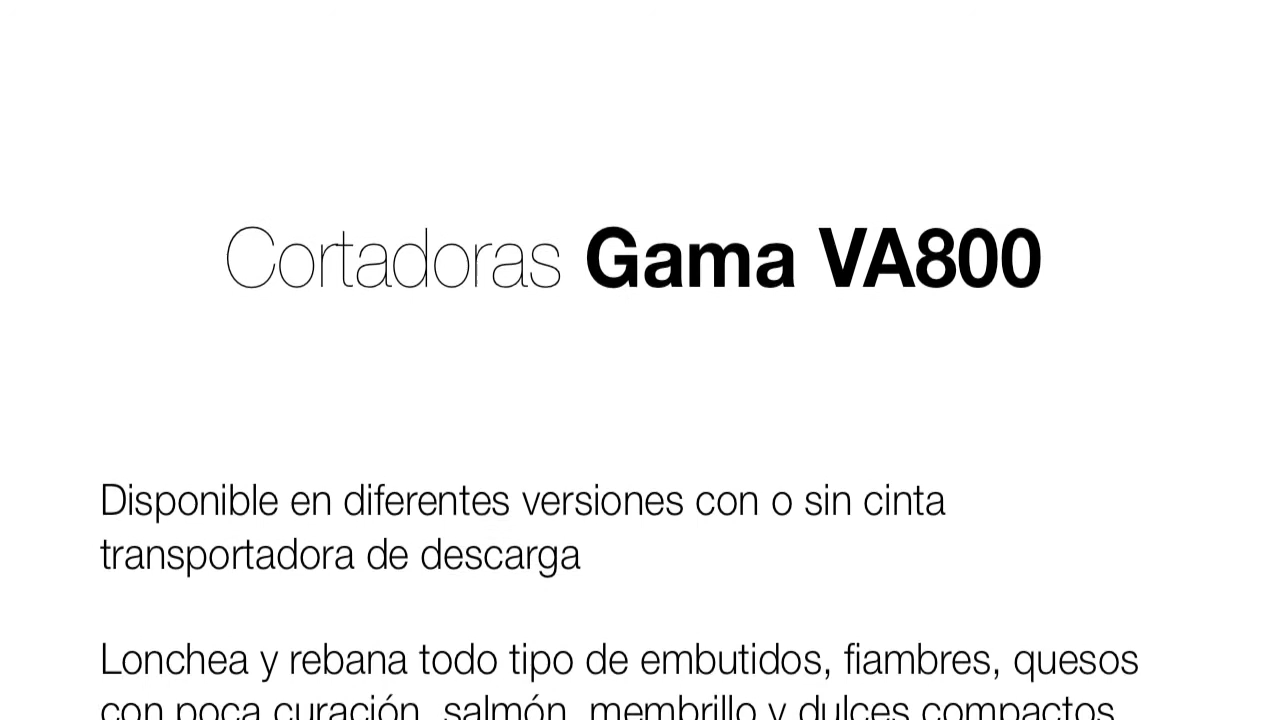 Cortadoras Gama VA800
Disponible en diferentes versiones con o sin cinta
transportadora de descarga
Lonchea y rebana todo tipo de embutidos, fiambres, quesos
con poca curación, salmón, membrillo y dulces compactos